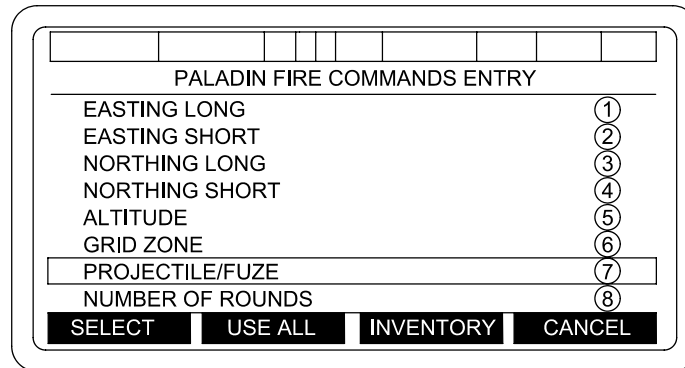 PALADIN FIRE COMMANDS ENTRY
EASTING LONG 1
EASTING SHORT 2
NORTHING LONG 3
NORTHING SHORT 4
ALTITUDE 5
GRID ZONE 6
PROJECTILE/FUZE 7
NUMBER OF ROUNDS 8
SELECT USE ALL INVENTORY CANCEL